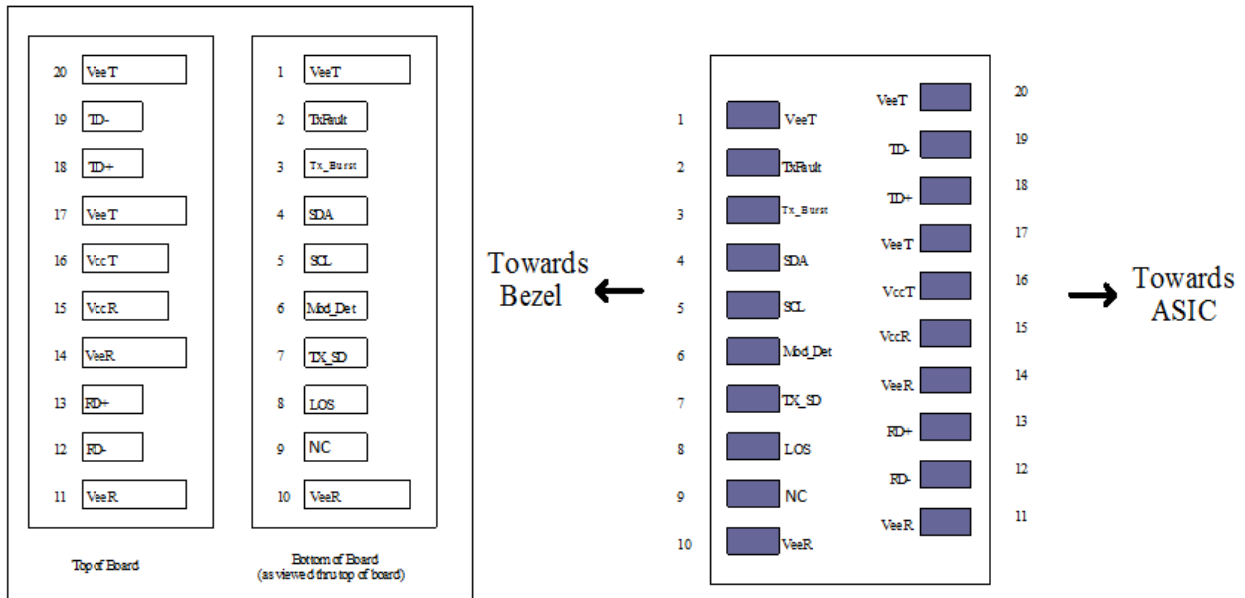 20 VeeT
19 TD-
18 TD+
17 VeeT
16 VccT
15 VccR
14 VeeR
13 RD+
12 RD-
11 VeeR
Top of Board
1 VeeT
2 TxFault
3 Tx_Burst
4 SDA
5 SCL
6 Mod_Det
7 TX_SD
8 LOS
9 NC
10 VeeR
Bottom of Board
(as viewed thru top of board)
Towards
Bezel
1 VeeT
2 TxFault
3 Tx_Burst
4 SDA
5 SCL
6 Mod_Det
7 TX_SD
8 LOS
9 NC
10 VeeR
VeeT 20
TD- 19
TD+ 18
VeeT 17
VccT 16
VccR 15
VeeR 14
RD+ 13
RD- 12
VeeR 11
Towards
ASIC